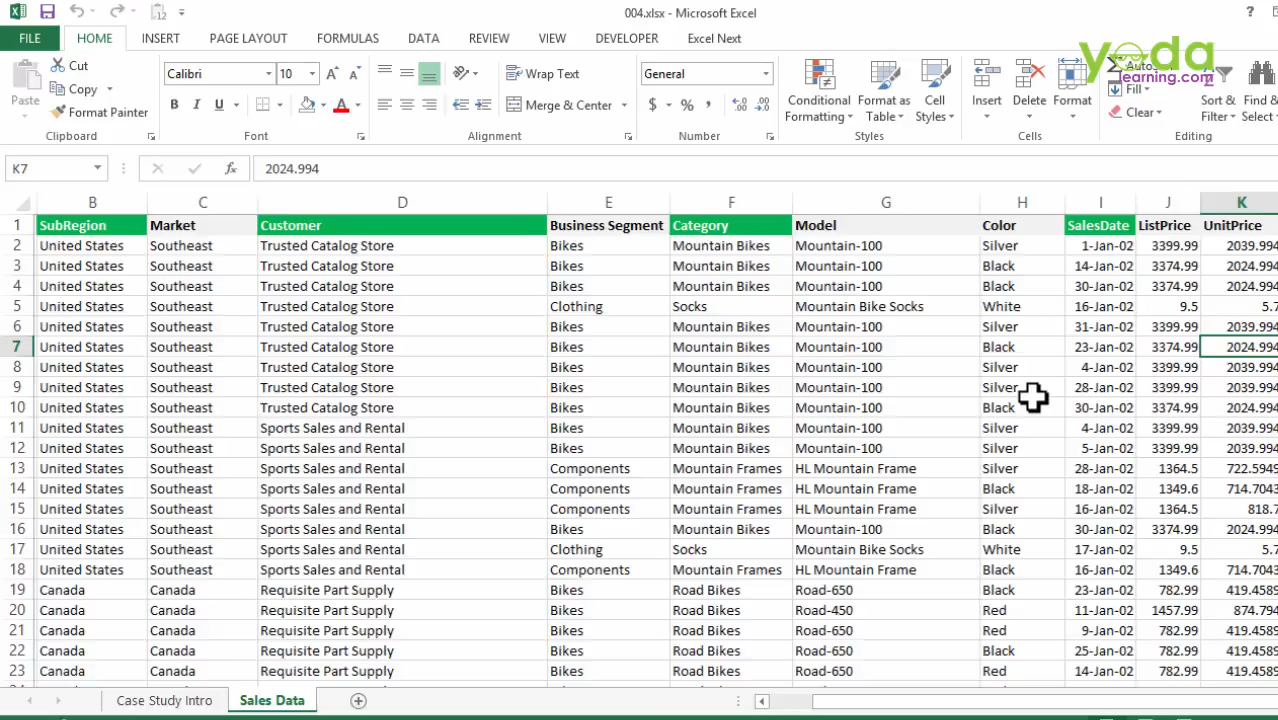 004.xlsx - Microsoft Excel ?
FILE HOME INSERT PAGE LAYOUT FORMULAS DATA REVIEW VIEW DEVELOPER Excel Next
yoda
learning.com
Paste Cut Copy Format Painter
Calibri 10
B I U A
Wrap Text
Merge & Center
General
$ % ,
Conditional Formatting Format as Table Cell Styles
Insert Delete Format
Fill Clear
Sort & Filter Find & Select
Clipboard Font Alignment Number Styles Cells Editing
K7 fx 2024.994
B C D E F G H I J K
1 SubRegion Market Customer Business Segment Category Model Color SalesDate ListPrice UnitPrice
2 United States Southeast Trusted Catalog Store Bikes Mountain Bikes Mountain-100 Silver 1-Jan-02 3399.99 2039.994
3 United States Southeast Trusted Catalog Store Bikes Mountain Bikes Mountain-100 Black 14-Jan-02 3374.99 2024.994
4 United States Southeast Trusted Catalog Store Bikes Mountain Bikes Mountain-100 Black 30-Jan-02 3374.99 2024.994
5 United States Southeast Trusted Catalog Store Clothing Socks Mountain Bike Socks White 16-Jan-02 9.5 5.7
6 United States Southeast Trusted Catalog Store Bikes Mountain Bikes Mountain-100 Silver 31-Jan-02 3399.99 2039.994
7 United States Southeast Trusted Catalog Store Bikes Mountain Bikes Mountain-100 Black 23-Jan-02 3374.99 2024.994
8 United States Southeast Trusted Catalog Store Bikes Mountain Bikes Mountain-100 Silver 4-Jan-02 3399.99 2039.994
9 United States Southeast Trusted Catalog Store Bikes Mountain Bikes Mountain-100 Silver 28-Jan-02 3399.99 2039.994
10 United States Southeast Trusted Catalog Store Bikes Mountain Bikes Mountain-100 Black 30-Jan-02 3374.99 2024.994
11 United States Southeast Sports Sales and Rental Bikes Mountain Bikes Mountain-100 Silver 4-Jan-02 3399.99 2039.994
12 United States Southeast Sports Sales and Rental Bikes Mountain Bikes Mountain-100 Silver 5-Jan-02 3399.99 2039.994
13 United States Southeast Sports Sales and Rental Components Mountain Frames HL Mountain Frame Silver 28-Jan-02 1364.5 722.5949
14 United States Southeast Sports Sales and Rental Components Mountain Frames HL Mountain Frame Black 18-Jan-02 1349.6 714.7043
15 United States Southeast Sports Sales and Rental Components Mountain Frames HL Mountain Frame Silver 16-Jan-02 1364.5 818.7
16 United States Southeast Sports Sales and Rental Bikes Mountain Bikes Mountain-100 Black 30-Jan-02 3374.99 2024.994
17 United States Southeast Sports Sales and Rental Clothing Socks Mountain Bike Socks White 17-Jan-02 9.5 5.7
18 United States Southeast Sports Sales and Rental Components Mountain Frames HL Mountain Frame Black 16-Jan-02 1349.6 714.7043
19 Canada Canada Requisite Part Supply Bikes Road Bikes Road-650 Black 23-Jan-02 782.99 419.4589
20 Canada Canada Requisite Part Supply Bikes Road Bikes Road-450 Red 11-Jan-02 1457.99 874.794
21 Canada Canada Requisite Part Supply Bikes Road Bikes Road-650 Red 9-Jan-02 782.99 419.4589
22 Canada Canada Requisite Part Supply Bikes Road Bikes Road-650 Black 25-Jan-02 782.99 419.4589
23 Canada Canada Requisite Part Supply Bikes Road Bikes Road-650 Red 14-Jan-02 782.99 419.4589
Case Study Intro Sales Data